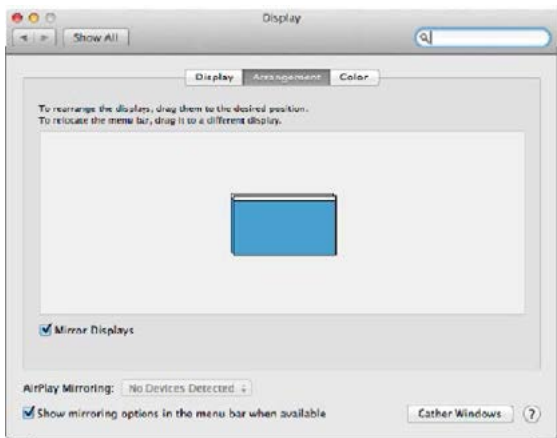 Display
Show All
Display Arrangement Color
To rearrange the displays, drag them to the desired position.
To relocate the menu bar, drag it to a different display.
Mirror Displays
AirPlay Mirroring: No Devices Detected
Show mirroring options in the menu bar when available
Gather Windows ?